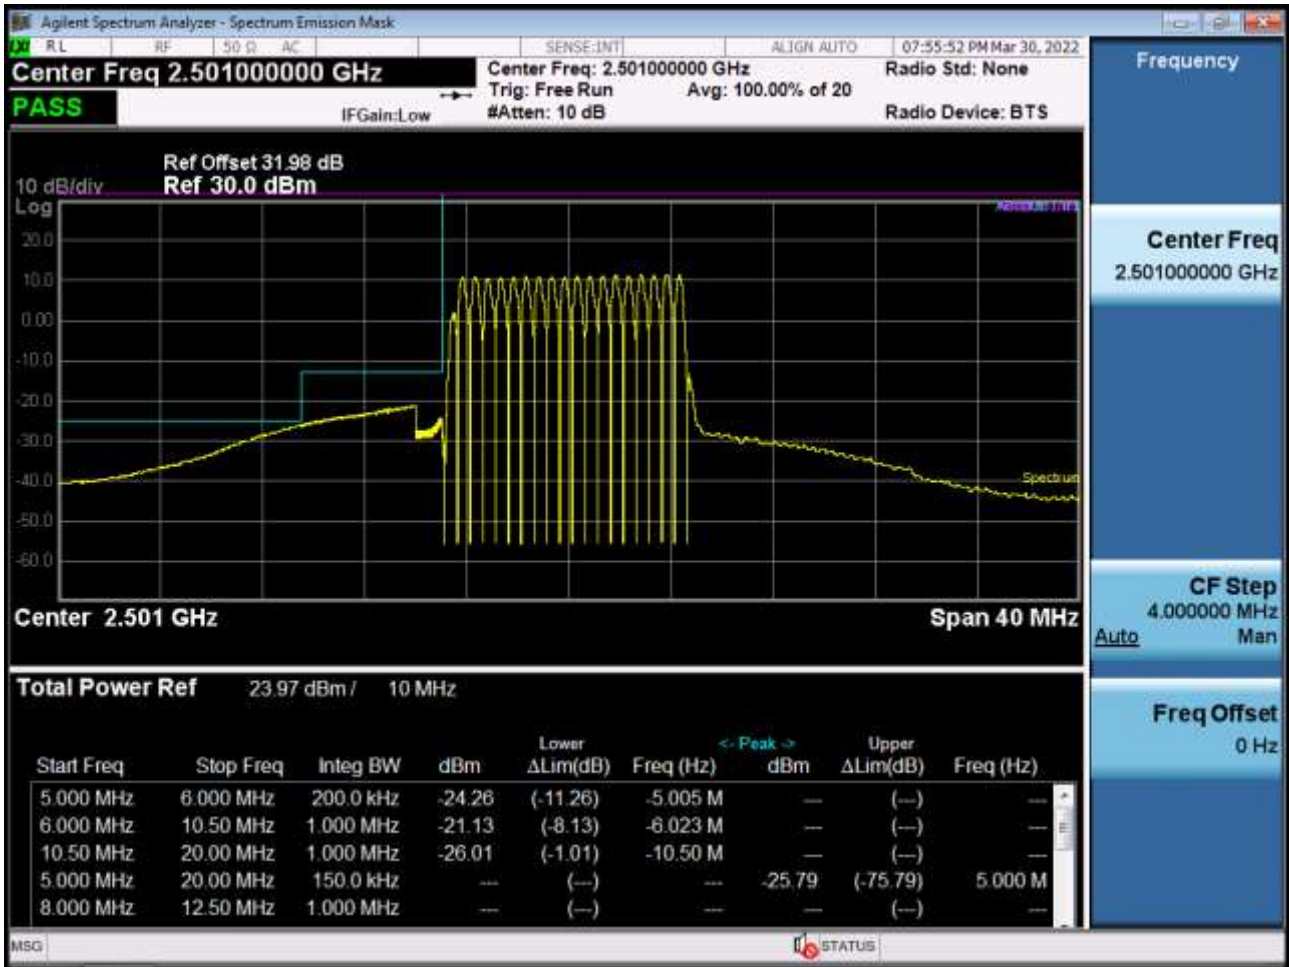 Agilent Spectrum Analyzer - Spectrum Emission Mask
RL RF 50 Ω AC SENSE:INT ALIGN AUTO 07:55:52 PM Mar 30, 2022
Center Freq 2.501000000 GHz
Center Freq: 2.501000000 GHz
Radio Std: None
Trig: Free Run Avg: 100.00% of 20
PASS
IFGain:Low
#Atten: 10 dB
Radio Device: BTS
Ref Offset 31.98 dB
10 dB/div Ref 30.0 dBm
Log
20.0
10.0
0.00
-10.0
-20.0
-30.0
-40.0
-50.0
-60.0
Spectrum
Center 2.501 GHz Span 40 MHz
Total Power Ref 23.97 dBm / 10 MHz
Lower <- Peak -> Upper
Start Freq Stop Freq Integ BW dBm ΔLim(dB) Freq (Hz) dBm ΔLim(dB) Freq (Hz)
5.000 MHz 6.000 MHz 200.0 kHz -24.26 (-11.26) -5.005 M --- (---) ---
6.000 MHz 10.50 MHz 1.000 MHz -21.13 (-8.13) -6.023 M --- (---) ---
10.50 MHz 20.00 MHz 1.000 MHz -26.01 (-1.01) -10.50 M --- (---) ---
5.000 MHz 20.00 MHz 150.0 kHz --- (---) --- -25.79 (-75.79) 5.000 M
8.000 MHz 12.50 MHz 1.000 MHz --- (---) --- --- (---) ---
MSG STATUS
Frequency
Center Freq
2.501000000 GHz
CF Step
4.000000 MHz
Auto Man
Freq Offset
0 Hz